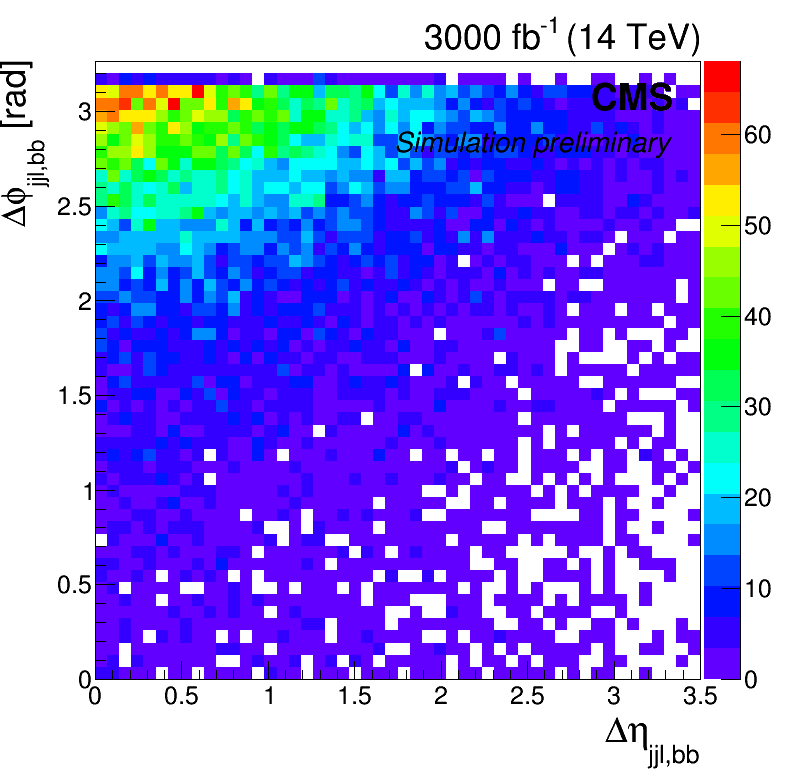 3000 fb⁻¹ (14 TeV)
CMS
Simulation preliminary
Δϕ_jjl,bb [rad]
3
2.5
2
1.5
1
0.5
0
0 0.5 1 1.5 2 2.5 3 3.5
Δη_jjl,bb
60
50
40
30
20
10
0